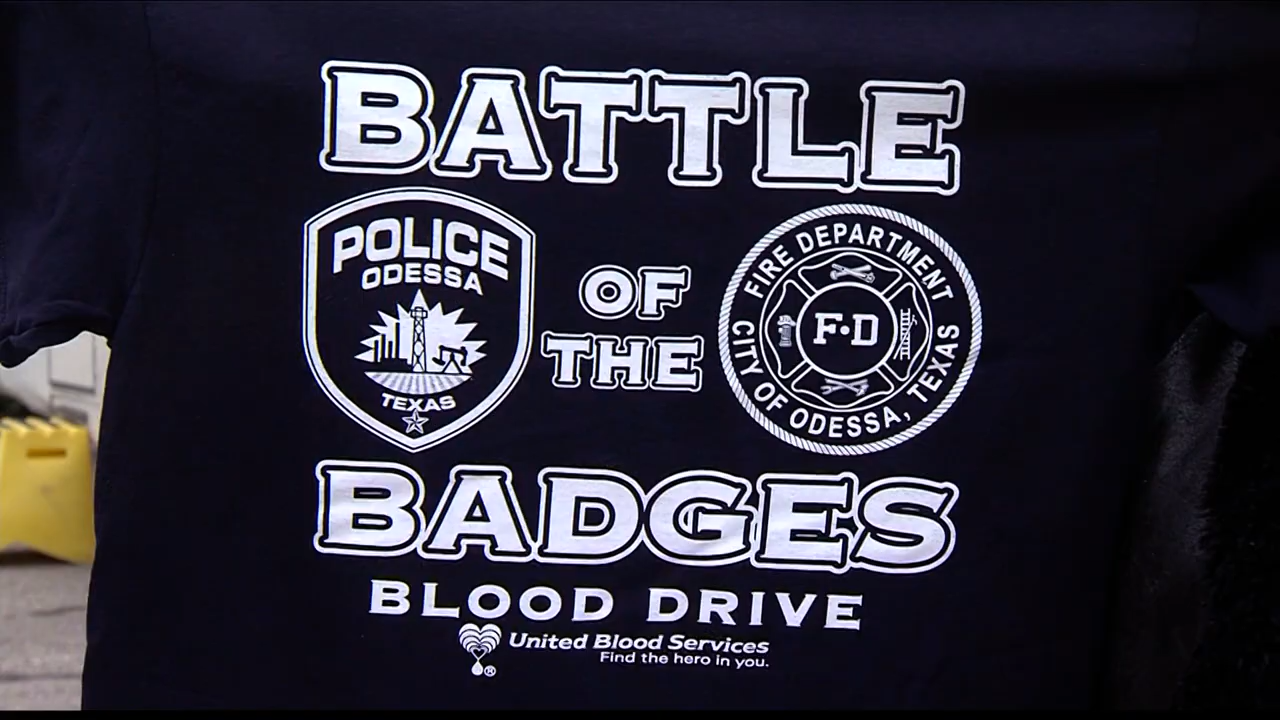 BATTLE
POLICE
ODESSA
TEXAS
OF
THE
FIRE DEPARTMENT
F•D
CITY OF ODESSA, TEXAS
BADGES
BLOOD DRIVE
United Blood Services
®
Find the hero in you.